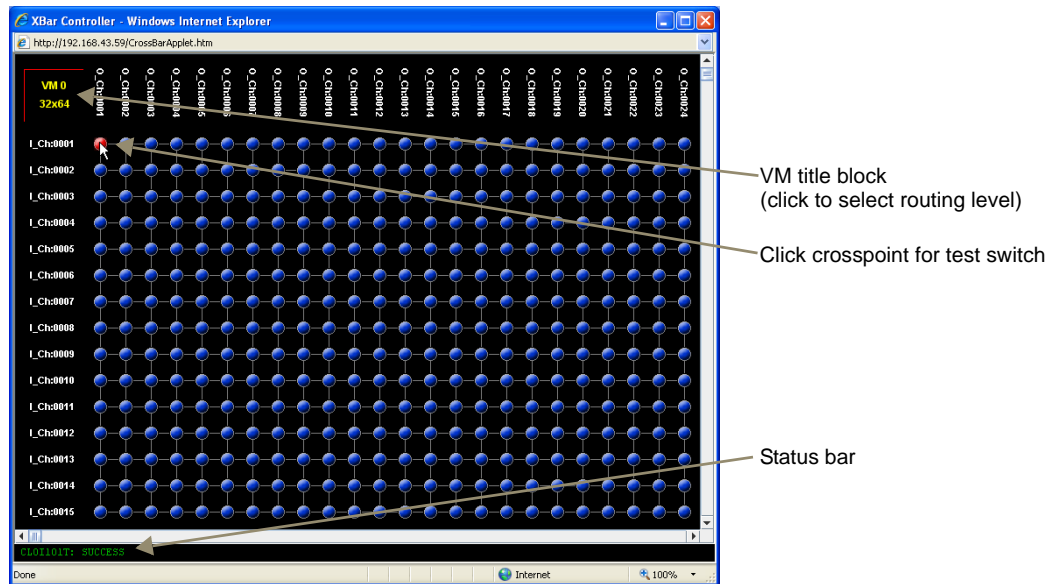 XBar Controller - Windows Internet Explorer
http://192.168.43.59/CrossBarApplet.htm
VM 0
32x64
O_Ch:0001
O_Ch:0002
O_Ch:0003
O_Ch:0004
O_Ch:0005
O_Ch:0006
O_Ch:0007
O_Ch:0008
O_Ch:0009
O_Ch:0010
O_Ch:0011
O_Ch:0012
O_Ch:0013
O_Ch:0014
O_Ch:0015
O_Ch:0016
O_Ch:0017
O_Ch:0018
O_Ch:0019
O_Ch:0020
O_Ch:0021
O_Ch:0022
O_Ch:0023
O_Ch:0024
I_Ch:0001
I_Ch:0002
I_Ch:0003
I_Ch:0004
I_Ch:0005
I_Ch:0006
I_Ch:0007
I_Ch:0008
I_Ch:0009
I_Ch:0010
I_Ch:0011
I_Ch:0012
I_Ch:0013
I_Ch:0014
I_Ch:0015
VM title block
(click to select routing level)
Click crosspoint for test switch
Status bar
CL0I101T: SUCCESS
Done
Internet
100%